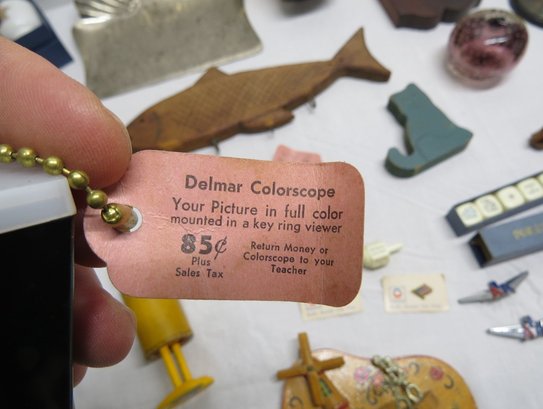 Delmar Colorscope
Your Picture in full color
mounted in a key ring viewer
85¢
Plus
Sales Tax
Return Money or
Colorscope to your
Teacher